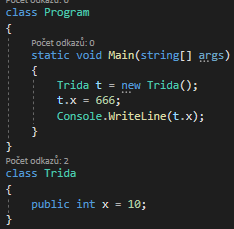 Počet odkazů: 0
class Program
{
Počet odkazů: 0
static void Main(string[] args)
{
Trida t = new Trida();
t.x = 666;
Console.WriteLine(t.x);
}
}
Počet odkazů: 2
class Trida
{
public int x = 10;
}